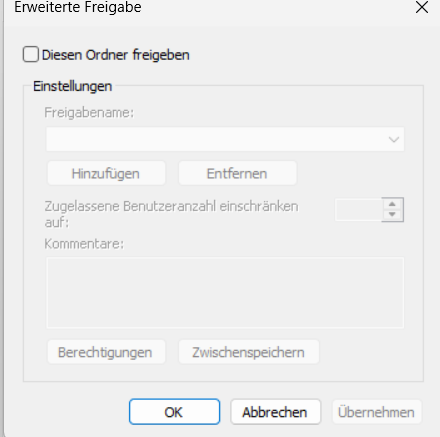 Erweiterte Freigabe
Diesen Ordner freigeben
Einstellungen
Freigabename:
Hinzufügen
Entfernen
Zugelassene Benutzeranzahl einschränken
auf:
Kommentare:
Berechtigungen
Zwischenspeichern
OK
Abbrechen
Übernehmen